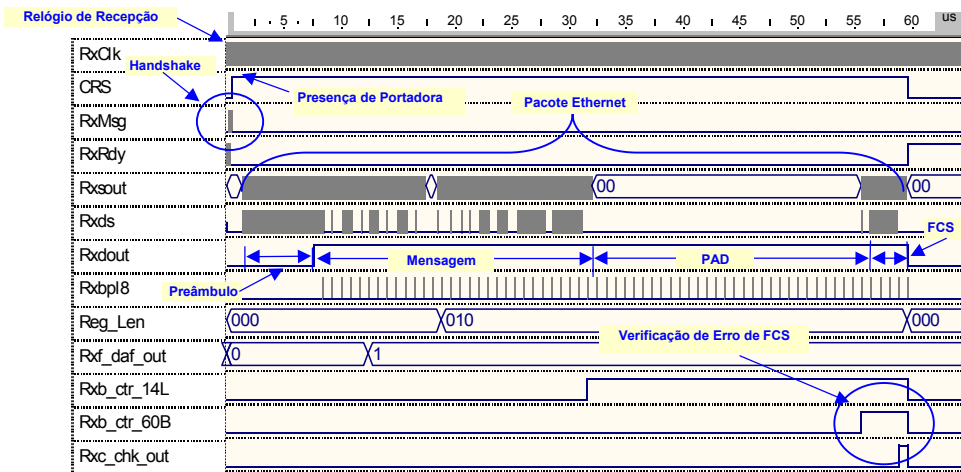 Relógio de Recepção
5 10 15 20 25 30 35 40 45 50 55 60 us
RxClk
Handshake
CRS
Presença de Portadora
Pacote Ethernet
RxMsg
RxRdy
Rxsout
00
00
Rxds
FCS
Rxdout
Mensagem
PAD
Rxbpl8
Preâmbulo
Reg_Len
000
010
000
Verificação de Erro de FCS
Rxf_daf_out
0
1
Rxb_ctr_14L
Rxb_ctr_60B
Rxc_chk_out